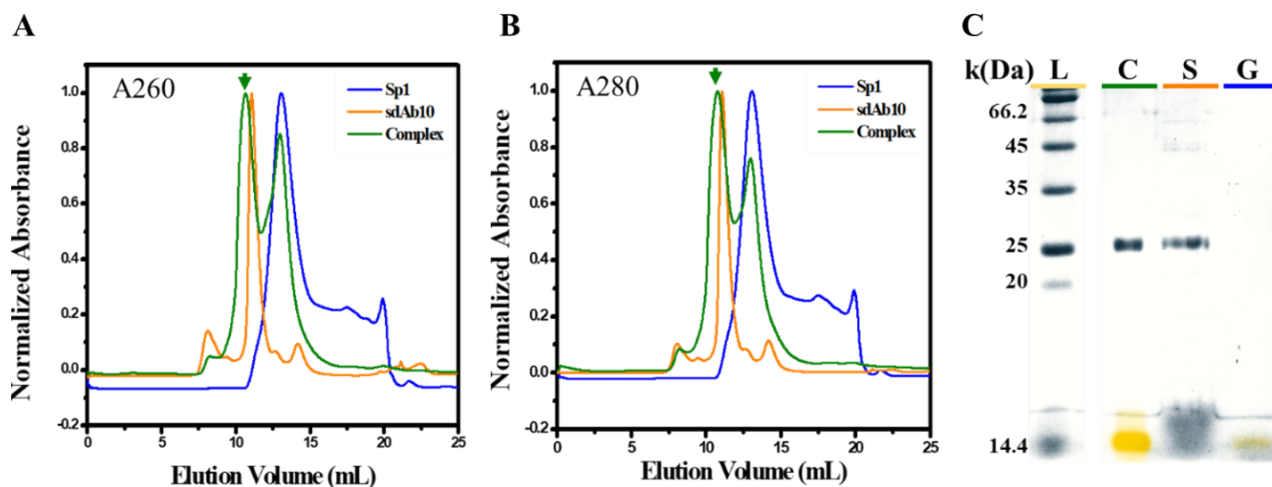 A
A260
Sp1
sdAb10
Complex
1.0
0.8
0.6
0.4
0.2
0.0
-0.2
Normalized Absorbance
0 5 10 15 20 25
Elution Volume (mL)
B
A280
Sp1
sdAb10
Complex
1.0
0.8
0.6
0.4
0.2
0.0
-0.2
Normalized Absorbance
0 5 10 15 20 25
Elution Volume (mL)
C
k(Da) L C S G
66.2
45
35
25
20
14.4